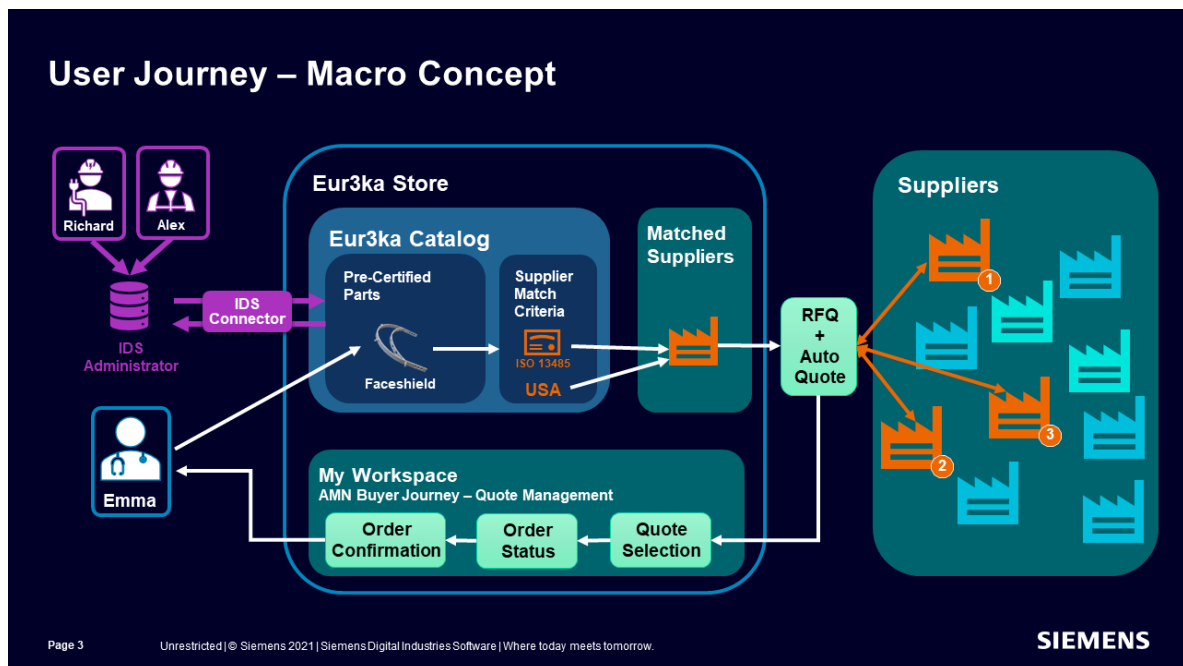 User Journey – Macro Concept
Richard
Alex
IDS
Administrator
IDS
Connector
Emma
Eur3ka Store
Eur3ka Catalog
Pre-Certified
Parts
Faceshield
Supplier
Match
Criteria
ISO 13485
USA
Matched
Suppliers
RFQ
+
Auto
Quote
Suppliers
1
2
3
My Workspace
AMN Buyer Journey – Quote Management
Order
Confirmation
Order
Status
Quote
Selection
Page 3
Unrestricted | © Siemens 2021 | Siemens Digital Industries Software | Where today meets tomorrow.
SIEMENS